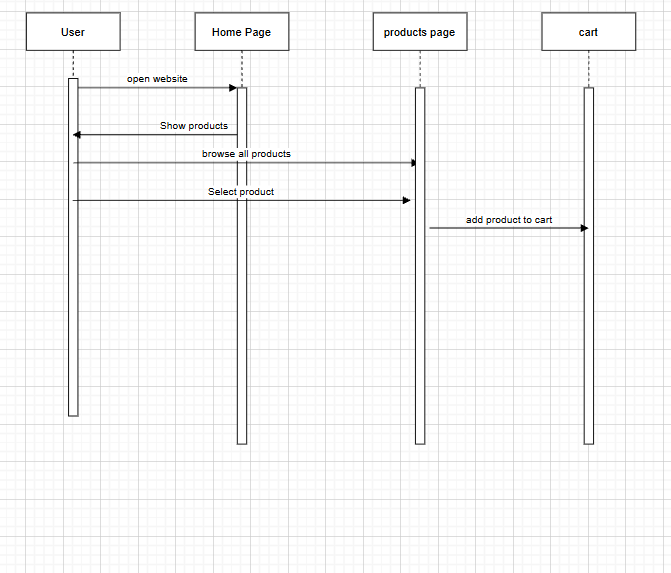 User
Home Page
products page
cart
open website
Show products
browse all products
Select product
add product to cart